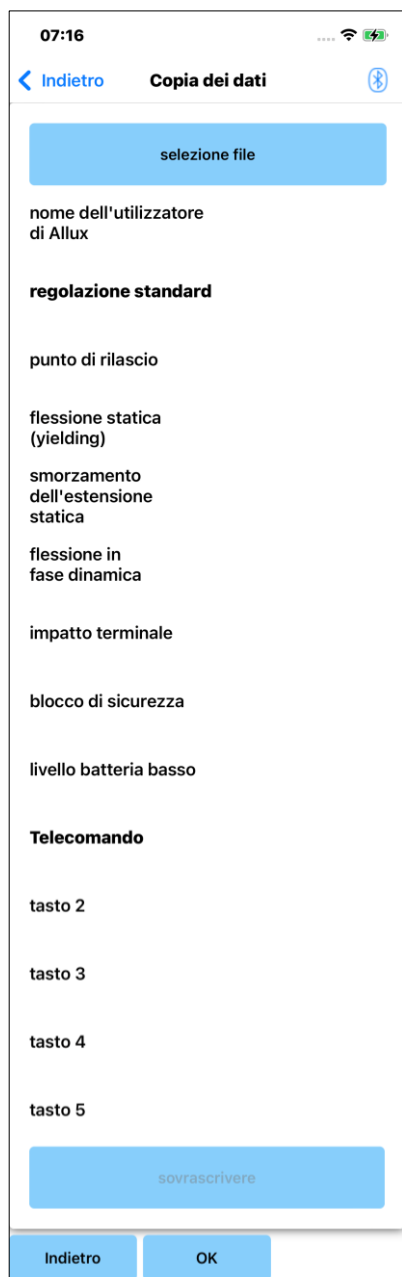 07:16
Indietro Copia dei dati
selezione file
nome dell'utilizzatore
di Allux
regolazione standard
punto di rilascio
flessione statica
(yielding)
smorzamento
dell'estensione
statica
flessione in
fase dinamica
impatto terminale
blocco di sicurezza
livello batteria basso
Telecomando
tasto 2
tasto 3
tasto 4
tasto 5
sovrascrivere
Indietro OK